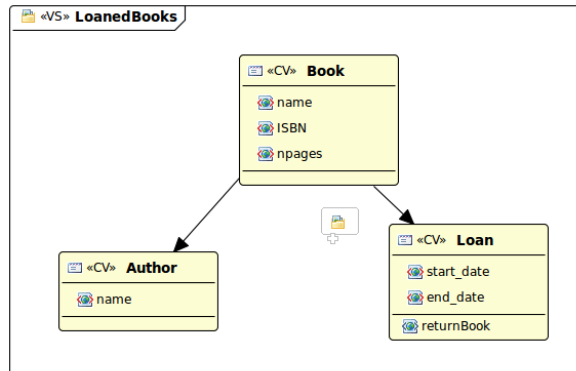 «VS» LoanedBooks
«CV» Book
name
ISBN
npages
«CV» Author
name
«CV» Loan
start_date
end_date
returnBook